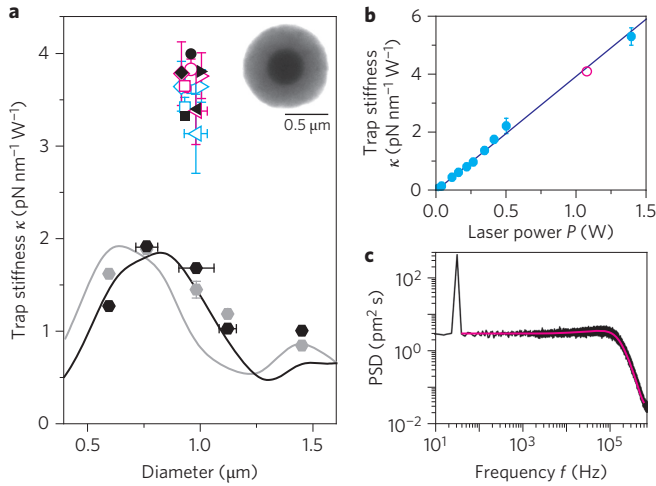 a
Trap stiffness κ (pN nm⁻¹ W⁻¹)
4
3
2
1
0
0.5
1.0
1.5
Diameter (μm)
0.5 μm
b
Trap stiffness
κ (pN nm⁻¹ W⁻¹)
6
4
2
0
0
0.5
1.0
1.5
Laser power P (W)
c
PSD (pm² s)
10²
10⁰
10⁻²
10¹
10³
10⁵
Frequency f (Hz)